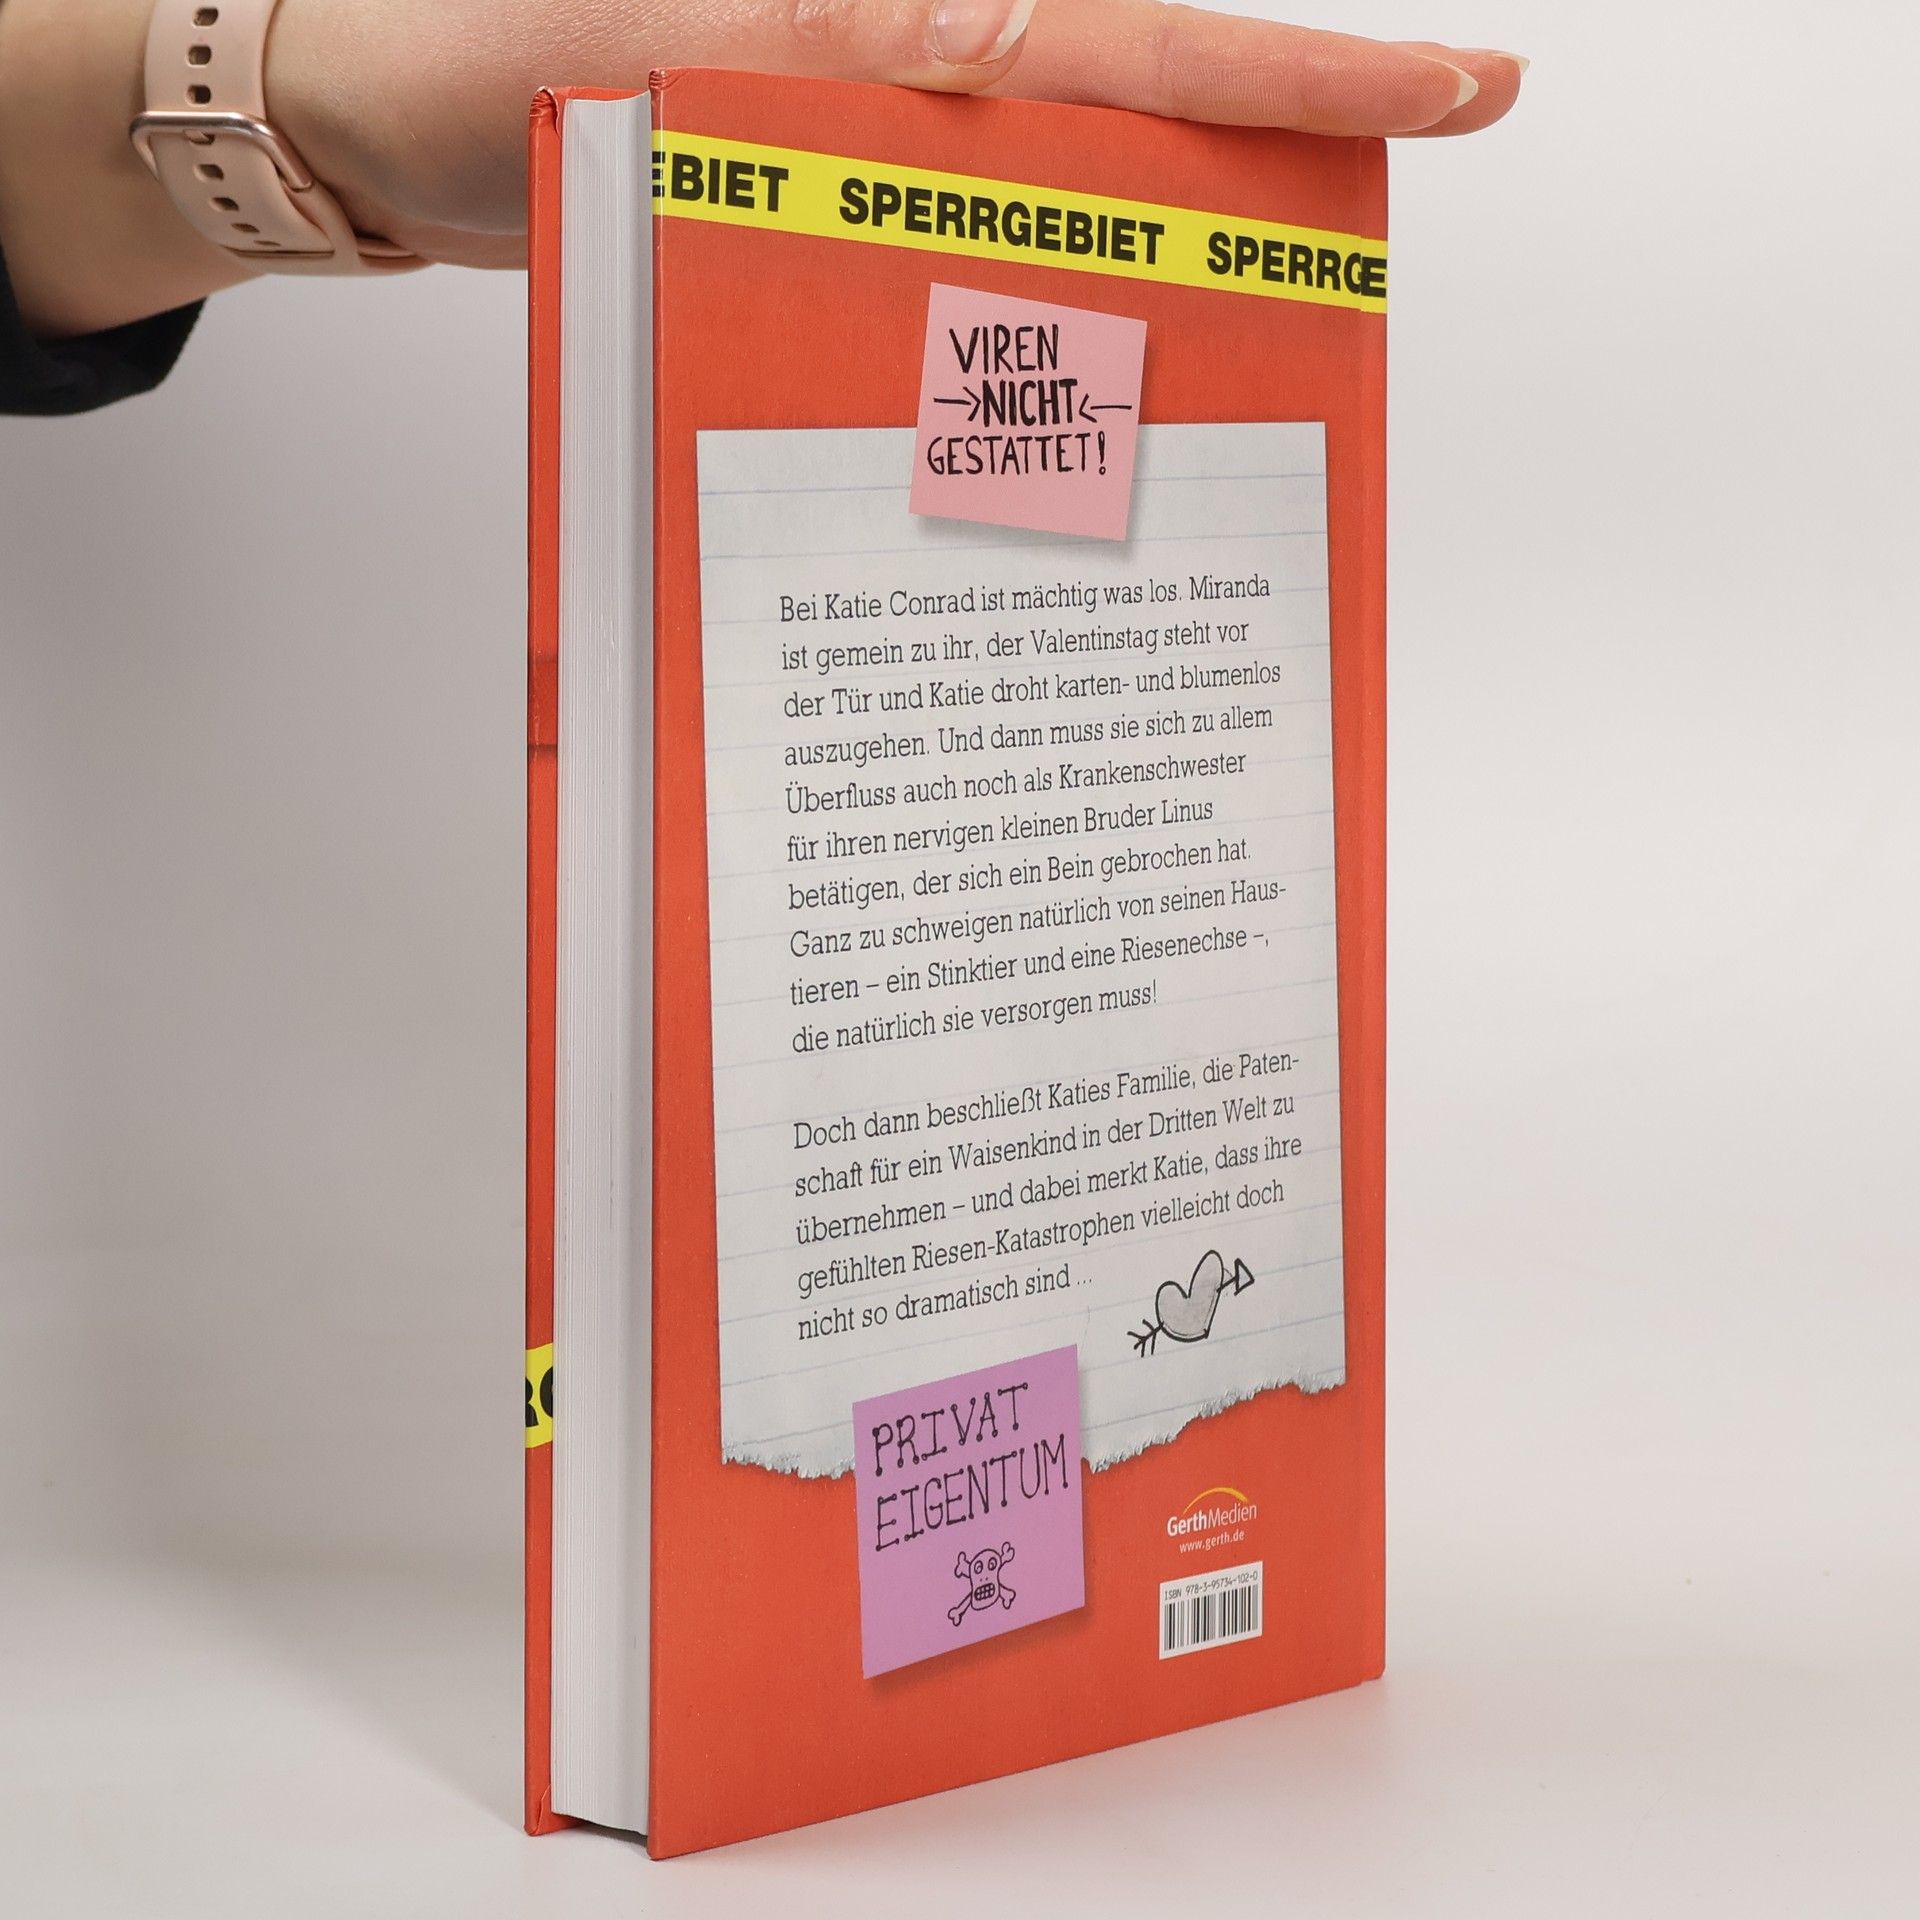 EBIET SPERRGEBIET SPERRGE
VIREN
NICHT
GESTATTET!
Bei Katie Conrad ist mächtig was los. Miranda
ist gemein zu ihr, der Valentinstag steht vor
der Tür und Katie droht karten- und blumenlos
auszugehen. Und dann muss sie sich zu allem
Überfluss auch noch als Krankenschwester
für ihren nervigen kleinen Bruder Linus
betätigen, der sich ein Bein gebrochen hat.
Ganz zu schweigen natürlich von seinen Haus-
tieren – ein Stinktier und eine Riesenechse –,
die natürlich sie versorgen muss!
Doch dann beschließt Katies Familie, die Paten-
schaft für ein Waisenkind in der Dritten Welt zu
übernehmen – und dabei merkt Katie, dass ihre
gefühlten Riesen-Katastrophen vielleicht doch
nicht so dramatisch sind ...
PRIVAT
EIGENTUM
GerthMedien
www.gerth.de
ISBN 978-3-95734-102-0
RG